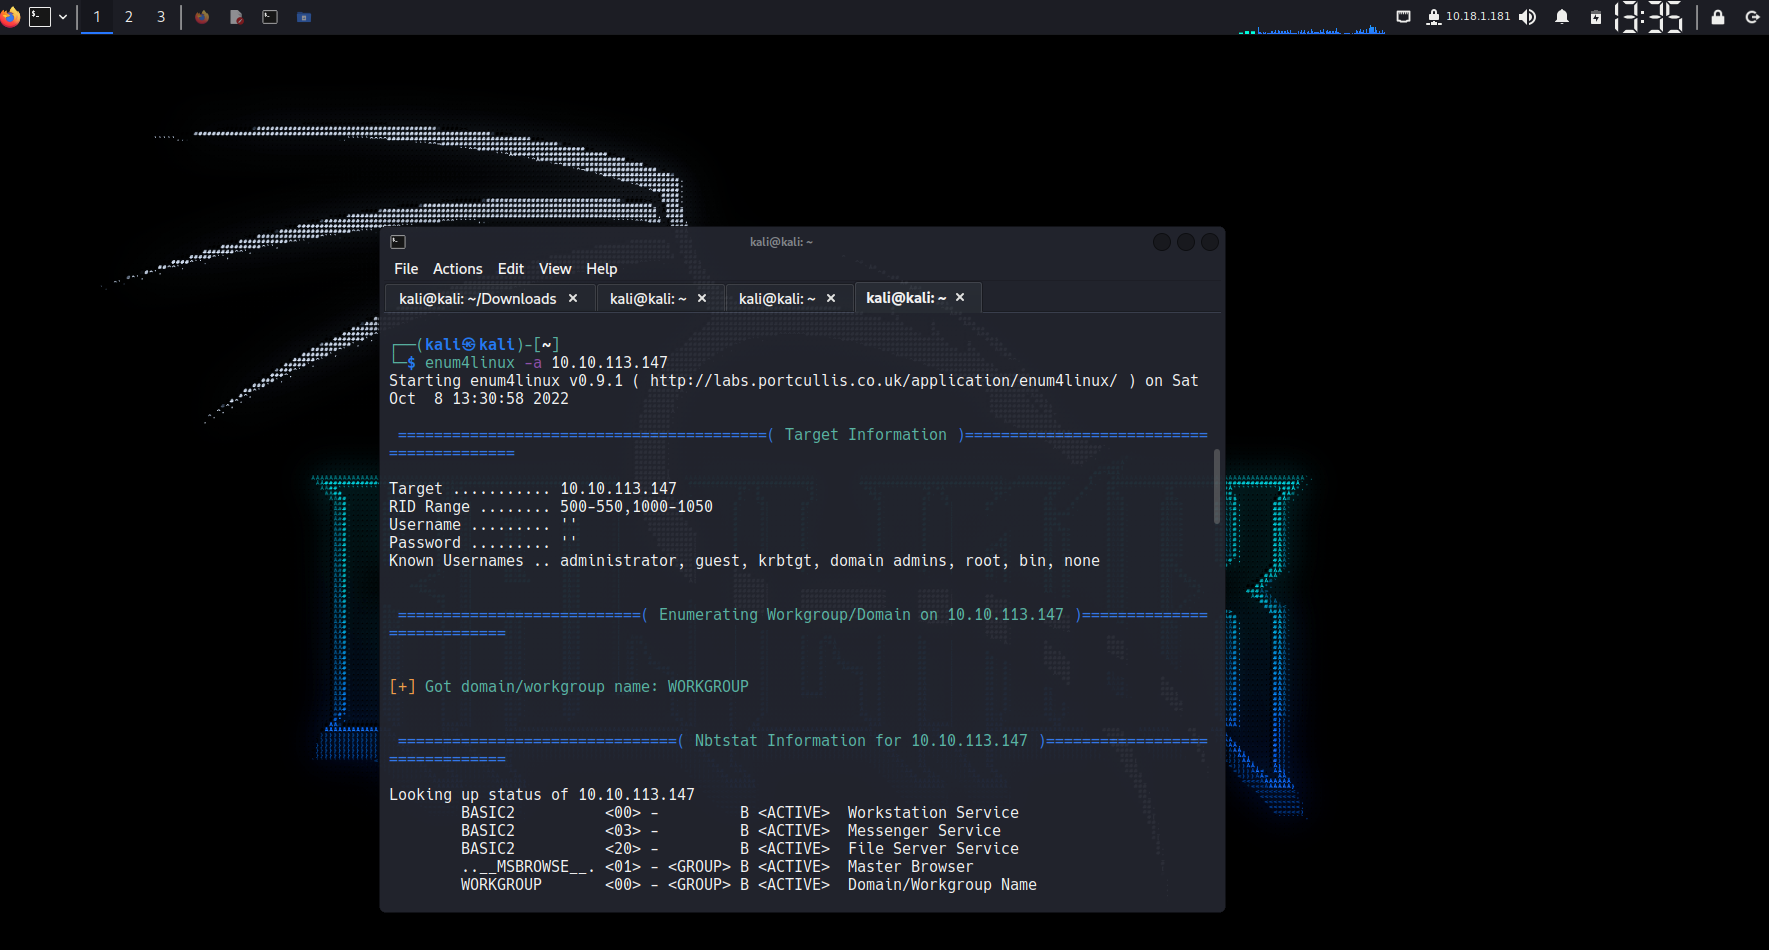 1 2 3
10.18.1.181
13:35
kali@kali: ~
File Actions Edit View Help
kali@kali: ~/Downloads × kali@kali: ~ × kali@kali: ~ × kali@kali: ~ ×
┌──(kali㉿kali)-[~]
└─$ enum4linux -a 10.10.113.147
Starting enum4linux v0.9.1 ( http://labs.portcullis.co.uk/application/enum4linux/ ) on Sat
Oct  8 13:30:58 2022
=========================================( Target Information )===========================
==============
Target ........... 10.10.113.147
RID Range ........ 500-550,1000-1050
Username ......... ''
Password ......... ''
Known Usernames .. administrator, guest, krbtgt, domain admins, root, bin, none
===========================( Enumerating Workgroup/Domain on 10.10.113.147 )==============
=============
[+] Got domain/workgroup name: WORKGROUP
===============================( Nbtstat Information for 10.10.113.147 )==================
=============
Looking up status of 10.10.113.147
BASIC2          <00> -         B <ACTIVE>  Workstation Service
BASIC2          <03> -         B <ACTIVE>  Messenger Service
BASIC2          <20> -         B <ACTIVE>  File Server Service
..__MSBROWSE__. <01> - <GROUP> B <ACTIVE>  Master Browser
WORKGROUP       <00> - <GROUP> B <ACTIVE>  Domain/Workgroup Name